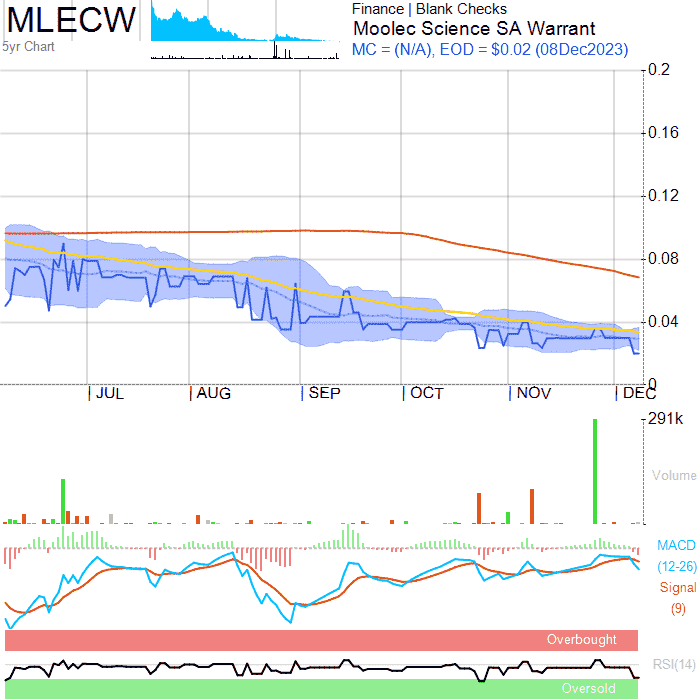 MLECW
5yr Chart
Finance | Blank Checks
Moolec Science SA Warrant
MC = (N/A), EOD = $0.02 (08Dec2023)
0.2
0.16
0.12
0.08
0.04
0
JUL AUG SEP OCT NOV DEC
291k
Volume
MACD
(12-26)
Signal
(9)
Overbought
RSI(14)
Oversold